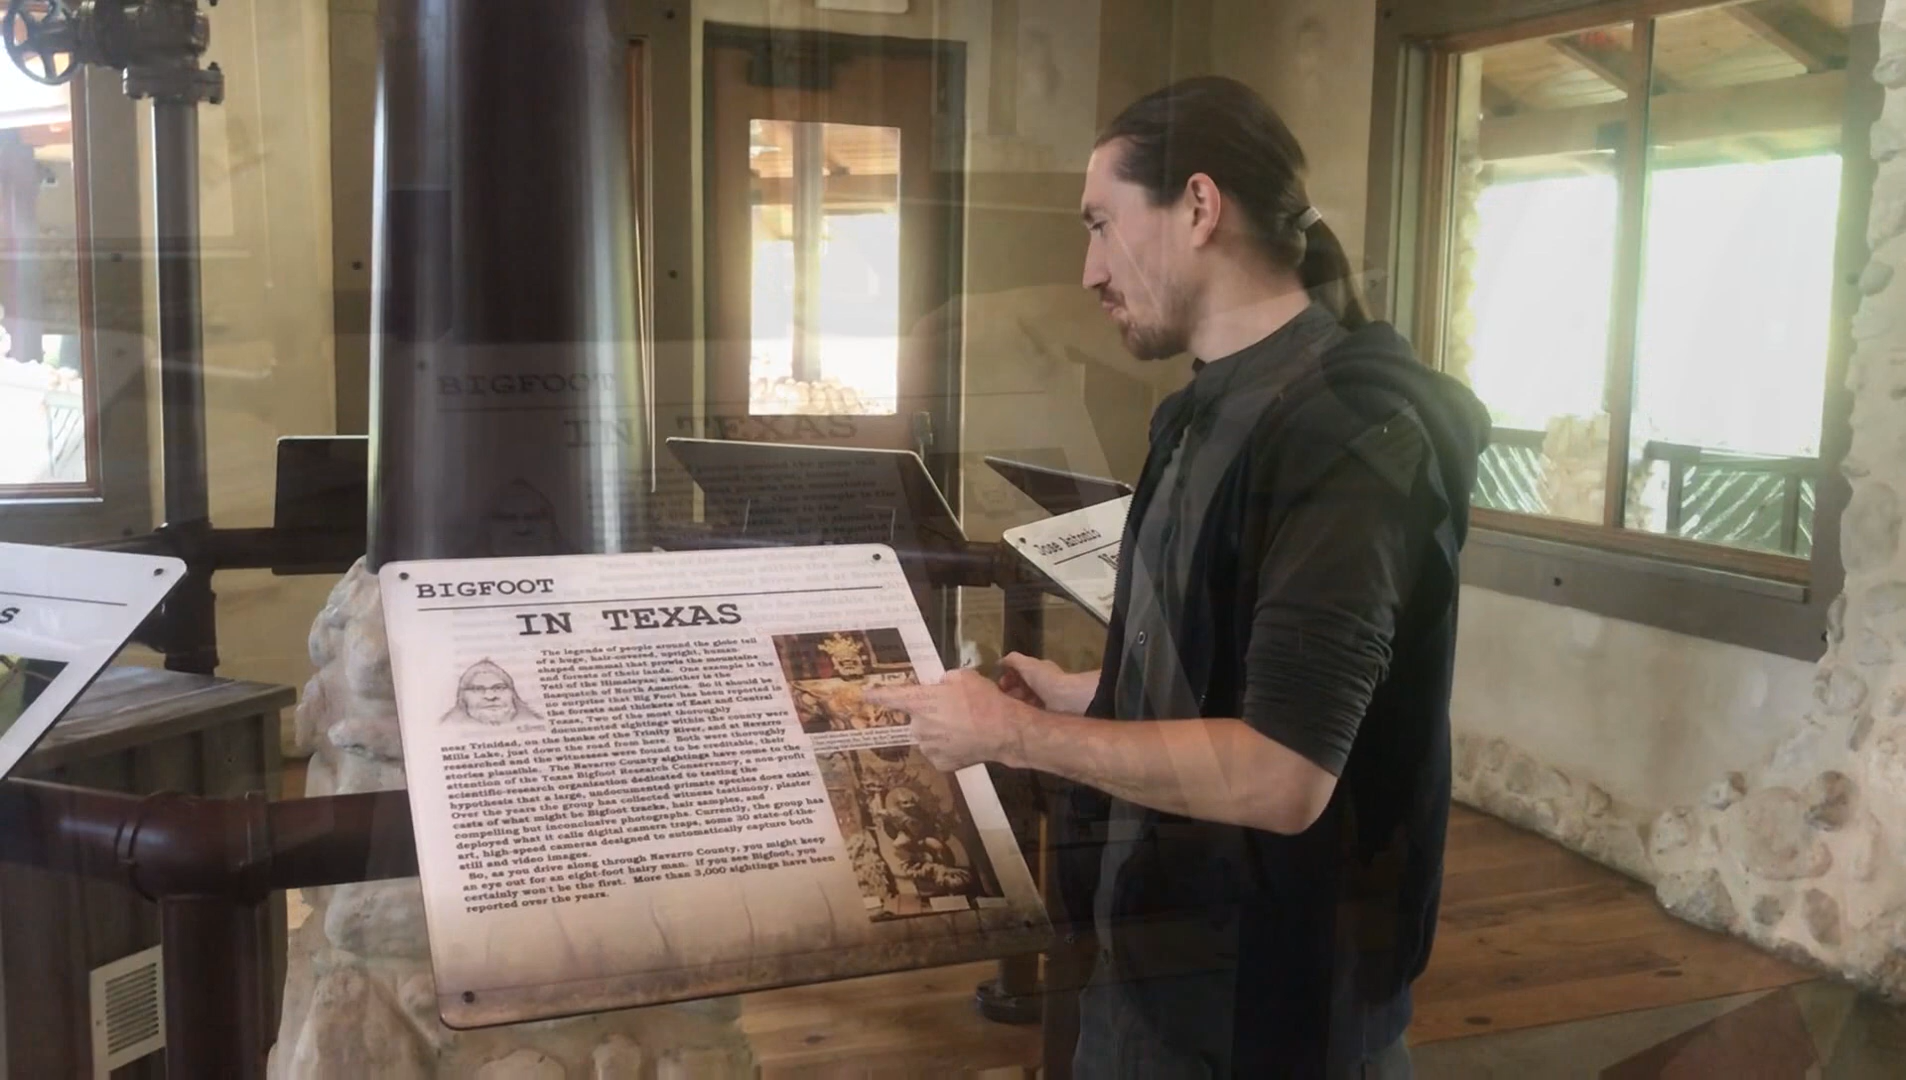 BIGFOOT
IN TEXAS
The legends of people around the globe tell
of a huge, hair-covered, upright, human-
shaped mammal that prowls the mountains
and forests of their lands. One example is the
Yeti of the Himalayas; another is the
Sasquatch of North America. So it should be
no surprise that Big Foot has been reported in
the forests and thickets of East and Central
Texas, Two of the most thoroughly
documented sightings within the county were
near Trinidad, on the banks of the Trinity River, and at Navarro
Mills Lake, just down the road from here. Both were thoroughly
researched and the witnesses were found to be creditable, their
stories plausible. The Navarro County sightings have come to the
attention of the Texas Bigfoot Research Conservancy, a non-profit
scientific-research organization dedicated to testing the
hypothesis that a large, undocumented primate species does exist.
Over the years the group has collected witness testimony, plaster
casts of what might be Bigfoot tracks, hair samples, and
compelling but inconclusive photographs. Currently, the group has
deployed what it calls digital camera traps, some 30 state-of-the-
art, high-speed cameras designed to automatically capture both
still and video images.
So, as you drive along through Navarro County, you might keep
an eye out for an eight-foot hairy man. If you see Bigfoot, you
certainly won't be the first. More than 3,000 sightings have been
reported over the years.
Jose Antonio
S
BIGFOOT
IN TEXAS